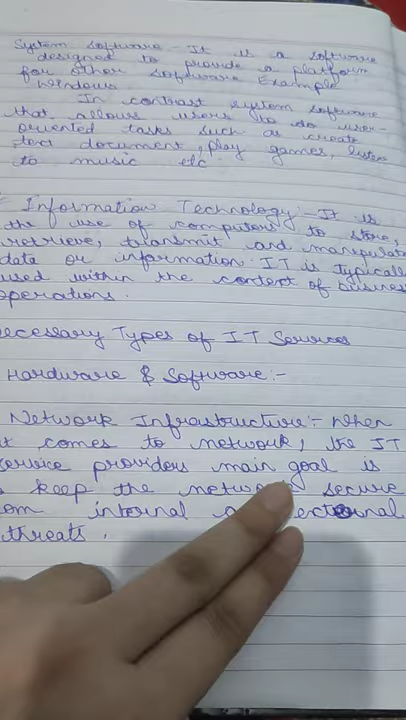 System software - It is a software
designed to provide a platform
for other software Example
windows
In contrast system software
that allows users to do user-
oriented tasks such as create
text document, play games, listen
to music etc
Information Technology :- It is
the use of computers to store,
retrieve, transmit and manipulate
data or information. IT is typicall
used within the context of busines
operations.
ecessary Types of IT Services
Hardware & Software :-
Network Infrastructure :- When
it comes to network, the IT
service providers main goal is
keep the network secure
om internal external
threats.